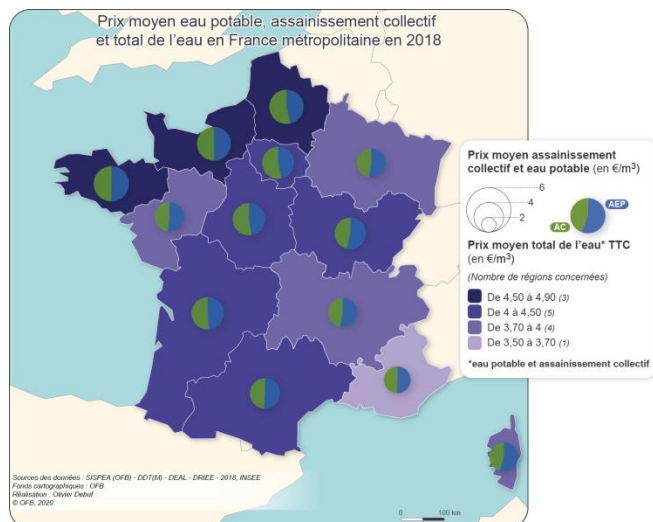 Prix moyen eau potable, assainissement collectif
et total de l'eau en France métropolitaine en 2018
Prix moyen assainissement
collectif et eau potable (en €/m³)
6
4
2
AEP
AC
Prix moyen total de l'eau* TTC
(en €/m³)
(Nombre de régions concernées)
De 4,50 à 4,90 (3)
De 4 à 4,50 (5)
De 3,70 à 4 (4)
De 3,50 à 3,70 (1)
*eau potable et assainissement collectif
Sources des données : SISPEA (OFB) - DDT(M) - DEAL - DRIEE - 2018, INSEE
Fonds cartographiques : OFB
Réalisation : Olivier Debuf
© OFB, 2020
0 100 km